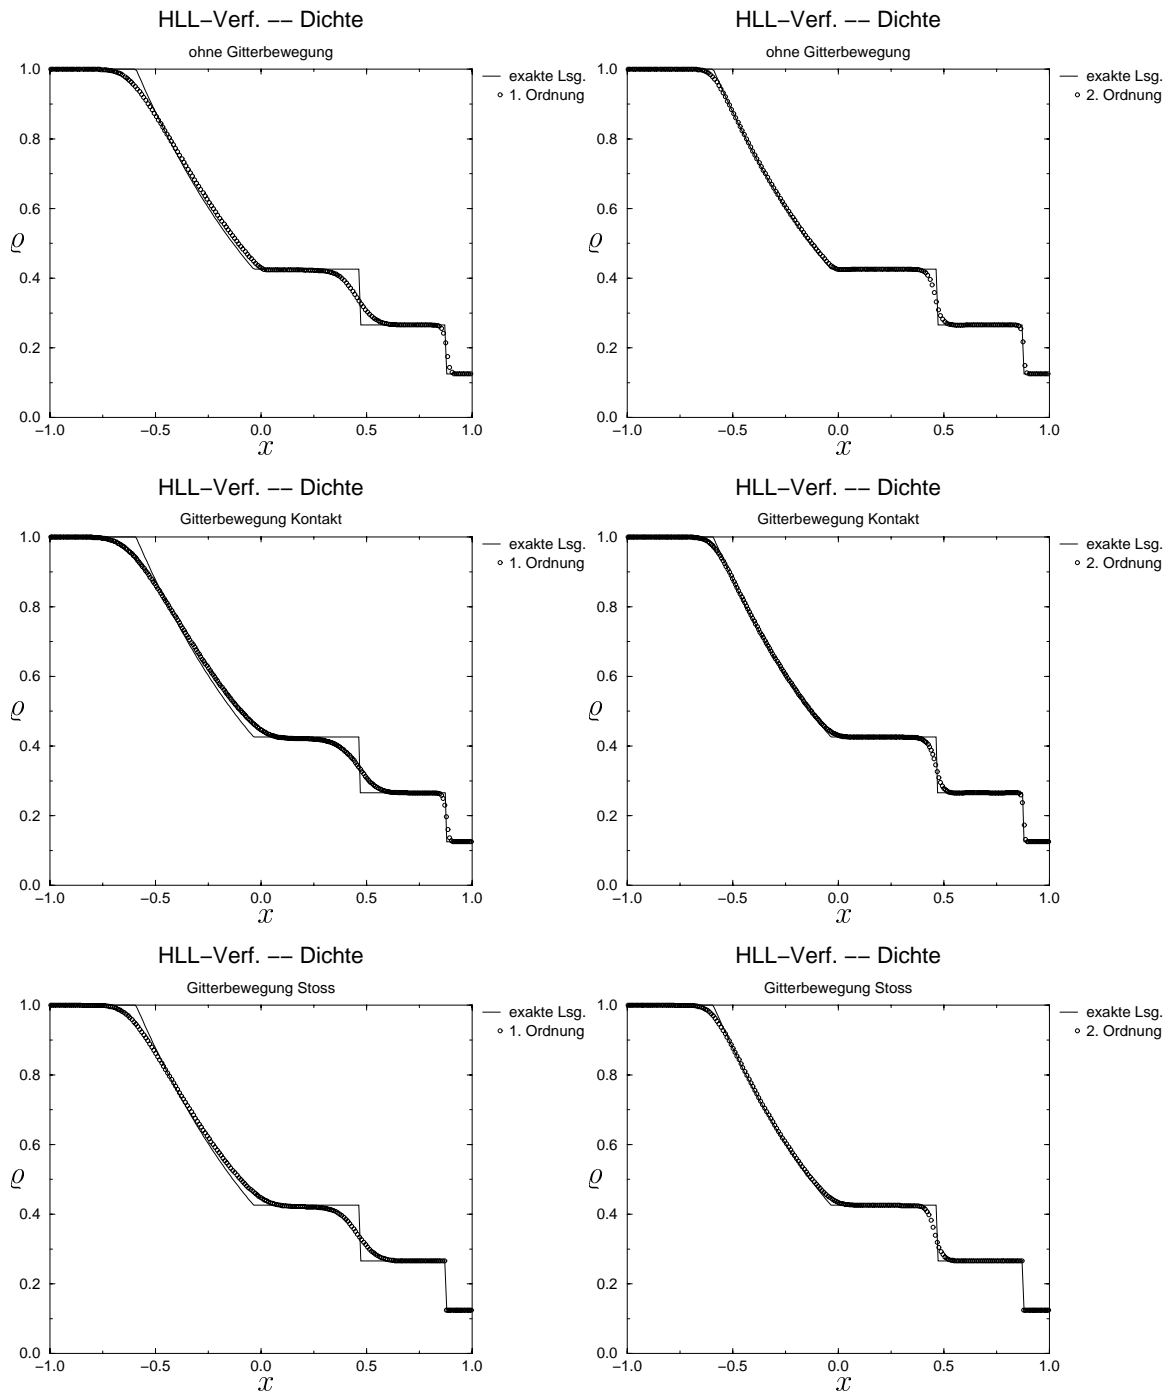 HLL−Verf. −− Dichte
ohne Gitterbewegung
exakte Lsg.
1. Ordnung
1.0
0.8
0.6
0.4
0.2
0.0
ϱ
−1.0 −0.5 0.0 0.5 1.0
x
HLL−Verf. −− Dichte
ohne Gitterbewegung
exakte Lsg.
2. Ordnung
1.0
0.8
0.6
0.4
0.2
0.0
ϱ
−1.0 −0.5 0.0 0.5 1.0
x
HLL−Verf. −− Dichte
Gitterbewegung Kontakt
exakte Lsg.
1. Ordnung
1.0
0.8
0.6
0.4
0.2
0.0
ϱ
−1.0 −0.5 0.0 0.5 1.0
x
HLL−Verf. −− Dichte
Gitterbewegung Kontakt
exakte Lsg.
2. Ordnung
1.0
0.8
0.6
0.4
0.2
0.0
ϱ
−1.0 −0.5 0.0 0.5 1.0
x
HLL−Verf. −− Dichte
Gitterbewegung Stoss
exakte Lsg.
1. Ordnung
1.0
0.8
0.6
0.4
0.2
0.0
ϱ
−1.0 −0.5 0.0 0.5 1.0
x
HLL−Verf. −− Dichte
Gitterbewegung Stoss
exakte Lsg.
2. Ordnung
1.0
0.8
0.6
0.4
0.2
0.0
ϱ
−1.0 −0.5 0.0 0.5 1.0
x